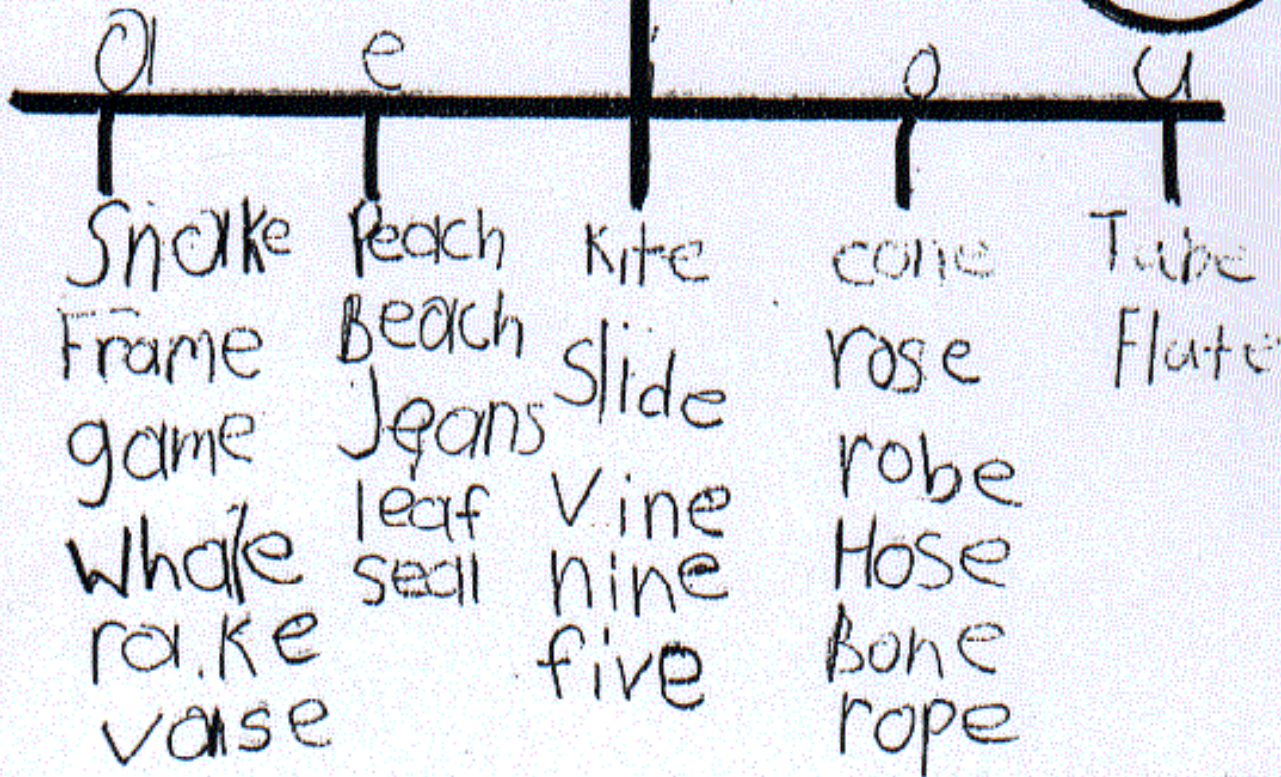 a e i o u
Snake Peach Kite cone Tube
Frame Beach Slide rose Flute
game Jeans Vine robe
Whale leaf nine Hose
rake seal five Bone
vase rope